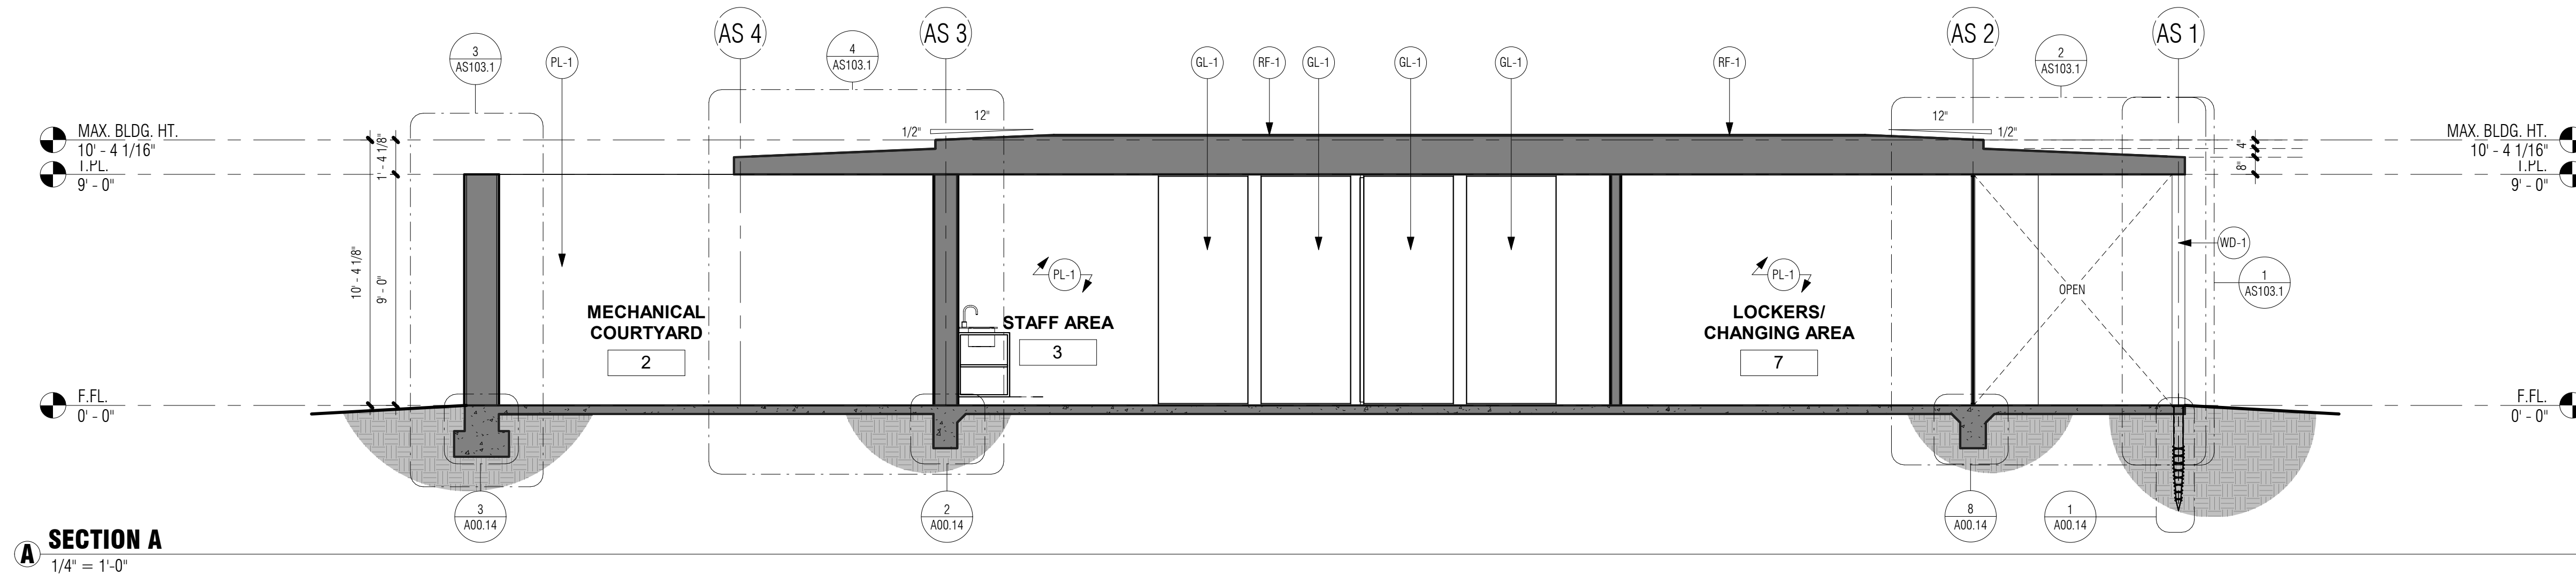 AS 4
AS 3
AS 2
AS 1
3
AS103.1
PL-1
4
AS103.1
GL-1
RF-1
GL-1
GL-1
GL-1
RF-1
2
AS103.1
12"
1/2"
12"
1/2"
MAX. BLDG. HT.
10' - 4 1/16"
T.PL.
9' - 0"
1' - 4 1/8"
10' - 4 1/8"
9' - 0"
4"
8"
MAX. BLDG. HT.
10' - 4 1/16"
T.PL.
9' - 0"
WD-1
1
AS103.1
PL-1
PL-1
OPEN
MECHANICAL
COURTYARD
2
STAFF AREA
3
LOCKERS/
CHANGING AREA
7
F.FL.
0' - 0"
F.FL.
0' - 0"
3
A00.14
2
A00.14
8
A00.14
1
A00.14
A
SECTION A
1/4" = 1'-0"